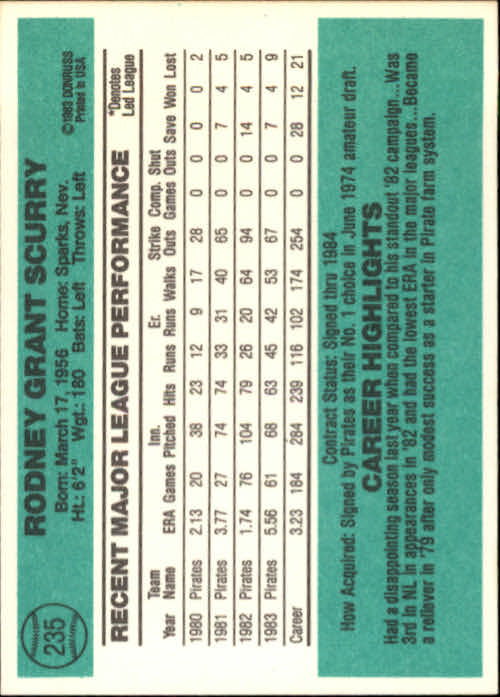 235
RODNEY GRANT SCURRY
Born: March 17, 1956 Home: Sparks, Nev.
Ht.: 6'2" Wgt.: 180 Bats: Left Throws: Left
©1983 DONRUSS
Printed in USA
RECENT MAJOR LEAGUE PERFORMANCE
*Denotes
Led League
Team Inn. Er. Strike Comp. Shut
Year Name ERA Games Pitched Hits Runs Runs Walks Outs Games Outs Save Won Lost
1980 Pirates 2.13 20 38 23 12 9 17 28 0 0 0 0 2
1981 Pirates 3.77 27 74 74 33 31 40 65 0 0 7 4 5
1982 Pirates 1.74 76 104 79 26 20 64 94 0 0 14 4 5
1983 Pirates 5.56 61 68 63 45 42 53 67 0 0 7 4 9
Career 3.23 184 284 239 116 102 174 254 0 0 28 12 21
Contract Status: Signed thru 1984
How Acquired: Signed by Pirates as their No. 1 choice in June 1974 amateur draft.
CAREER HIGHLIGHTS
Had a disappointing season last year when compared to his standout '82 campaign...Was
3rd in NL in appearances in '82 and had the lowest ERA in the major leagues...Became
a reliever in '79 after only modest success as a starter in Pirate farm system.